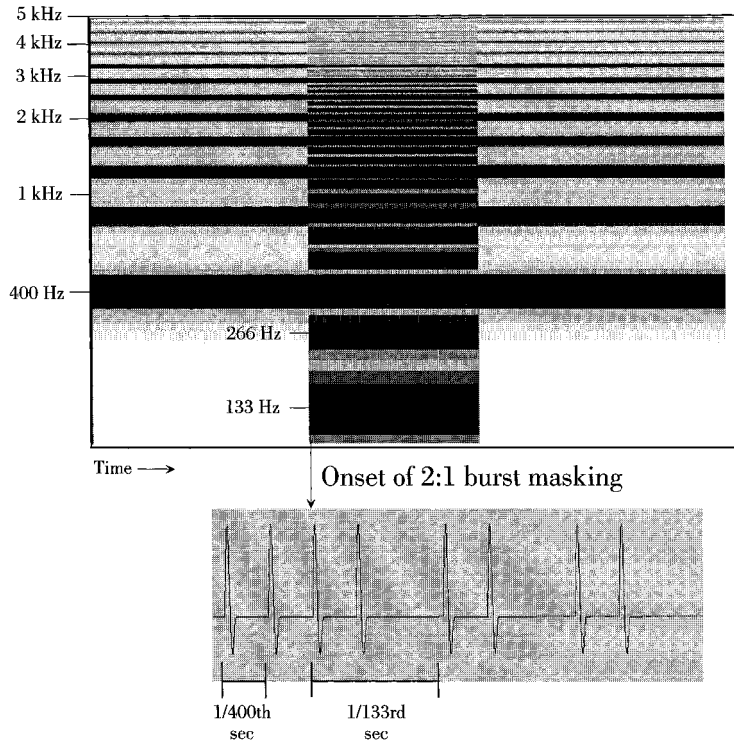 5 kHz
4 kHz
3 kHz
2 kHz
1 kHz
400 Hz
266 Hz
133 Hz
Time
Onset of 2:1 burst masking
1/400th
sec
1/133rd
sec